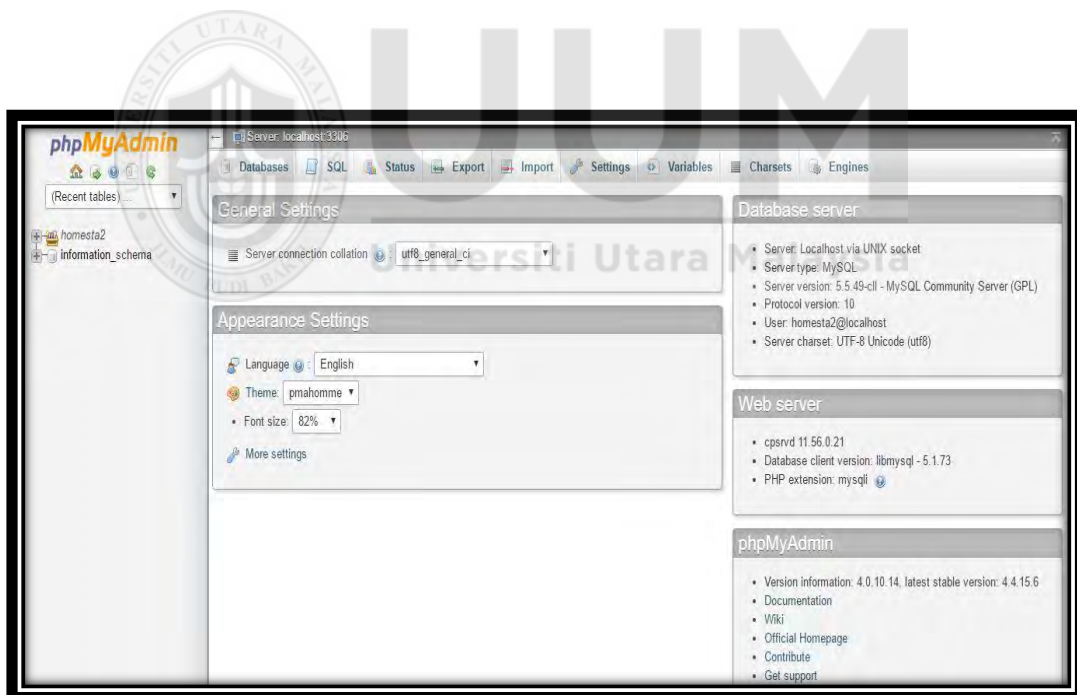 UUM
Universiti Utara Malaysia
phpMyAdmin
(Recent tables) ...
homesta2
information_schema
Server: localhost:3306
Databases SQL Status Export Import Settings Variables Charsets Engines
General Settings
Server connection collation : utf8_general_ci
Appearance Settings
Language : English
Theme: pmahomme
• Font size: 82%
More settings
Database server
• Server: Localhost via UNIX socket
• Server type: MySQL
• Server version: 5.5.49-cll - MySQL Community Server (GPL)
• Protocol version: 10
• User: homesta2@localhost
• Server charset: UTF-8 Unicode (utf8)
Web server
• cpsrvd 11.56.0.21
• Database client version: libmysql - 5.1.73
• PHP extension: mysqli
phpMyAdmin
• Version information: 4.0.10.14, latest stable version: 4.4.15.6
• Documentation
• Wiki
• Official Homepage
• Contribute
• Get support